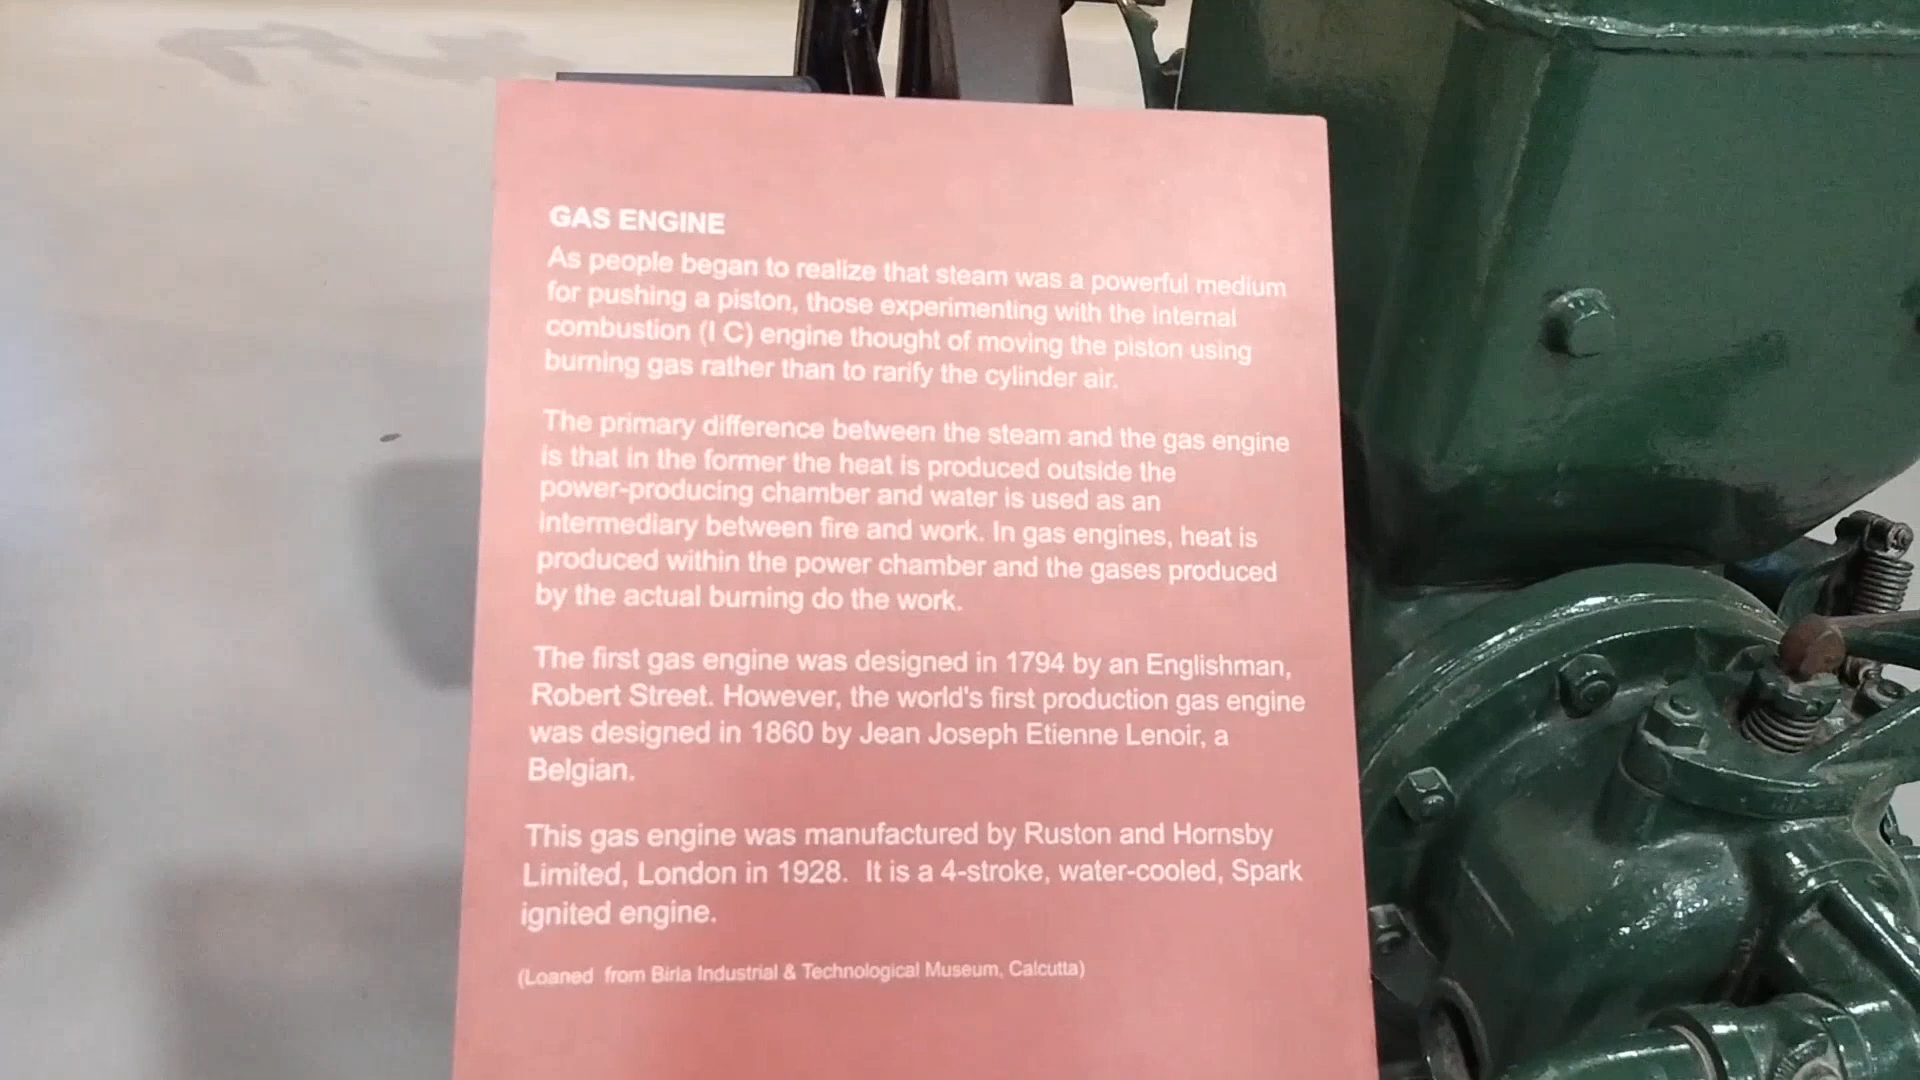 GAS ENGINE
As people began to realize that steam was a powerful medium
for pushing a piston, those experimenting with the internal
combustion (I C) engine thought of moving the piston using
burning gas rather than to rarify the cylinder air.
The primary difference between the steam and the gas engine
is that in the former the heat is produced outside the
power-producing chamber and water is used as an
intermediary between fire and work. In gas engines, heat is
produced within the power chamber and the gases produced
by the actual burning do the work.
The first gas engine was designed in 1794 by an Englishman,
Robert Street. However, the world's first production gas engine
was designed in 1860 by Jean Joseph Etienne Lenoir, a
Belgian.
This gas engine was manufactured by Ruston and Hornsby
Limited, London in 1928. It is a 4-stroke, water-cooled, Spark
ignited engine.
(Loaned from Birla Industrial & Technological Museum, Calcutta)